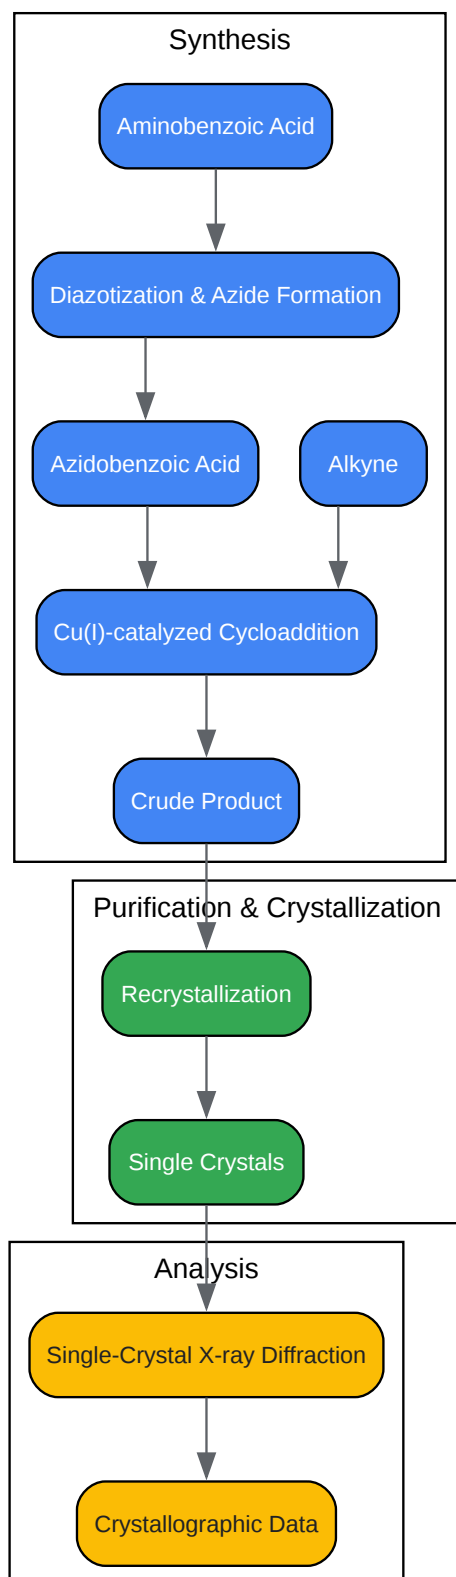 Synthesis
Aminobenzoic Acid
Diazotization & Azide Formation
Azidobenzoic Acid
Alkyne
Cu(I)-catalyzed Cycloaddition
Crude Product
Purification & Crystallization
Recrystallization
Single Crystals
Analysis
Single-Crystal X-ray Diffraction
Crystallographic Data